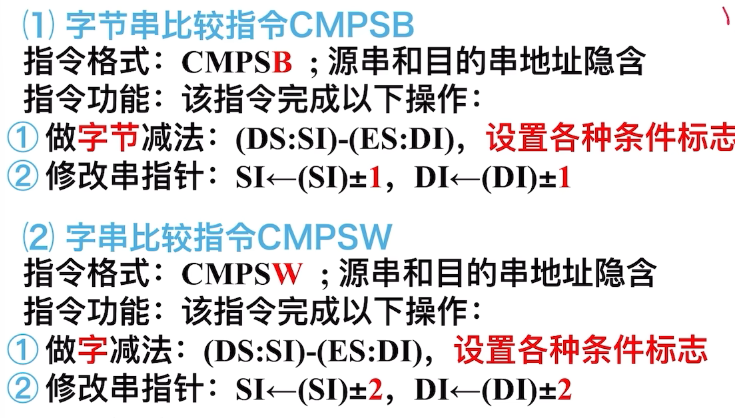 ⑴ 字节串比较指令CMPSB
指令格式：CMPSB ；源串和目的串地址隐含
指令功能：该指令完成以下操作：
① 做字节减法：(DS:SI)-(ES:DI)，设置各种条件标志
② 修改串指针：SI←(SI)±1，DI←(DI)±1
⑵ 字串比较指令CMPSW
指令格式：CMPSW ；源串和目的串地址隐含
指令功能：该指令完成以下操作：
① 做字减法：(DS:SI)-(ES:DI)，设置各种条件标志
② 修改串指针：SI←(SI)±2，DI←(DI)±2